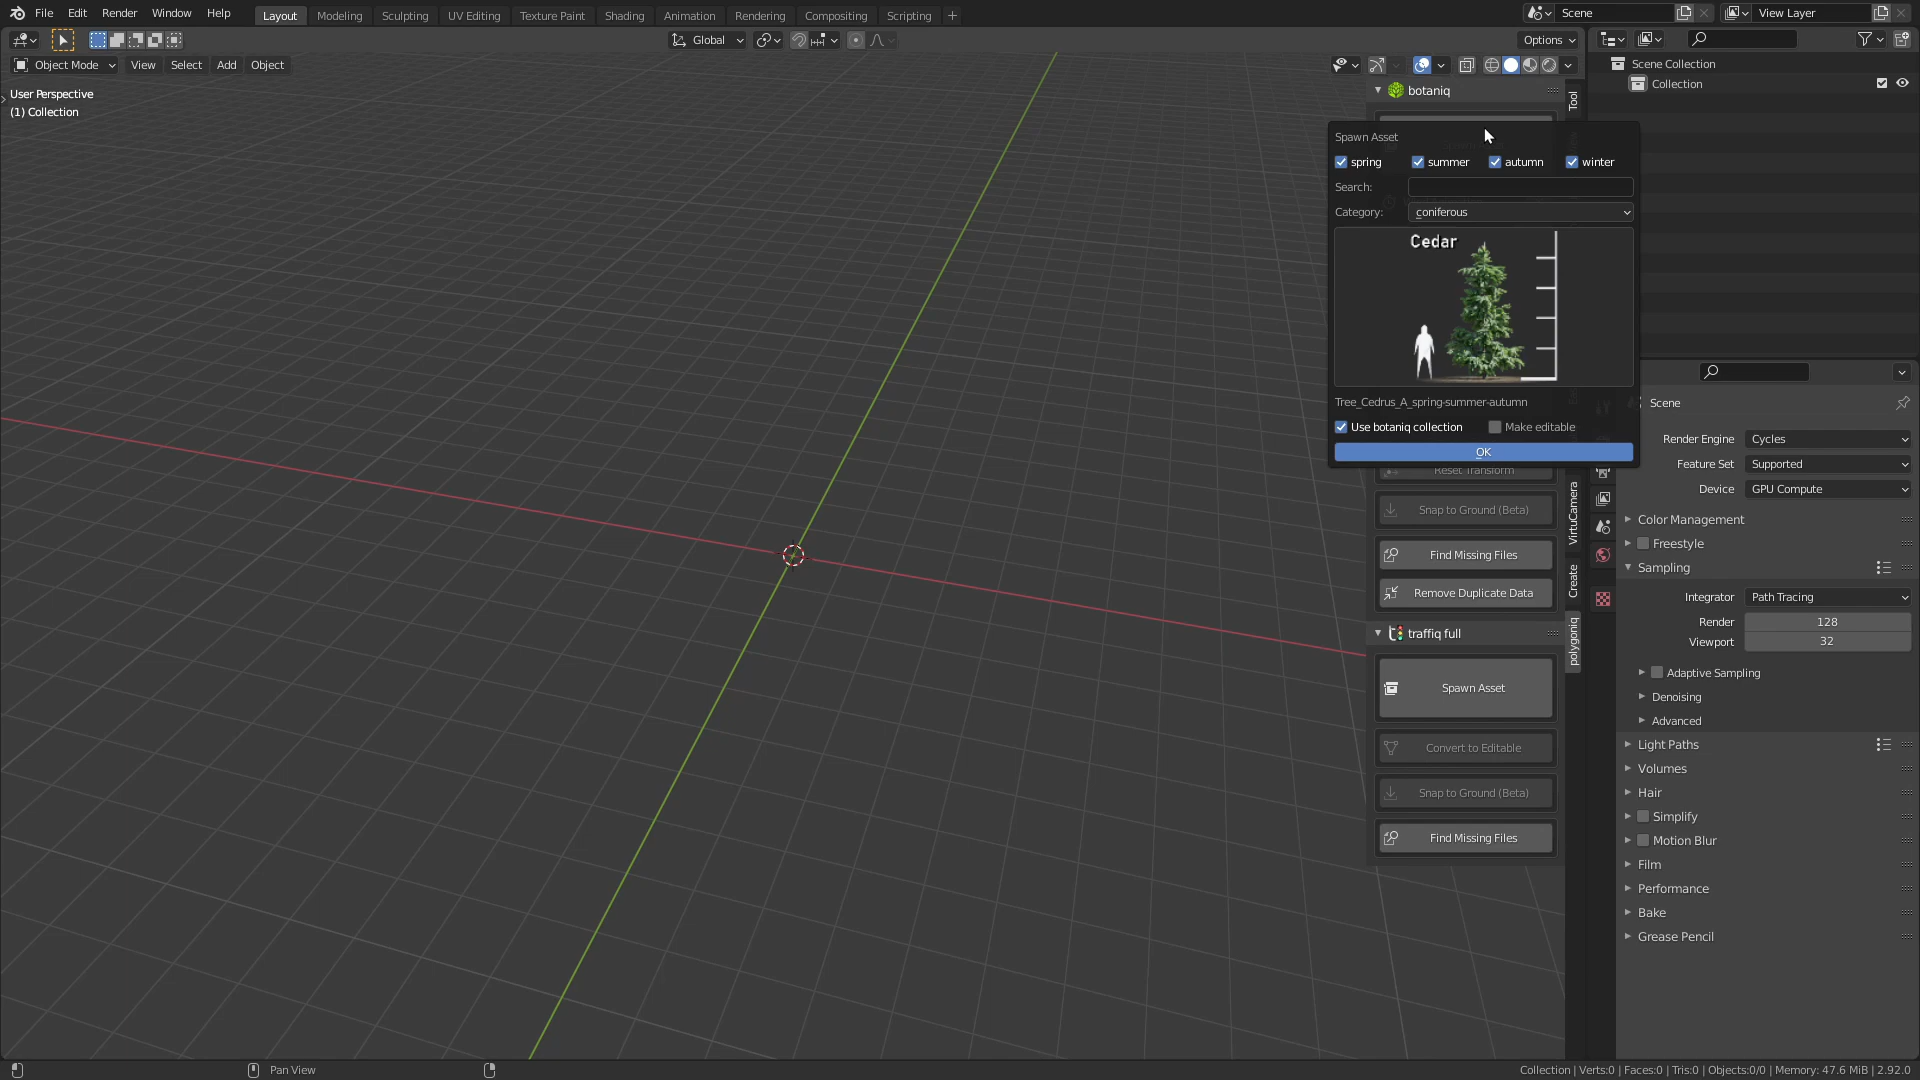 File Edit Render Window Help Layout Modeling Sculpting UV Editing Texture Paint Shading Animation Rendering Compositing Scripting + Scene View Layer
Global Options
Object Mode View Select Add Object
User Perspective
(1) Collection
Scene Collection
Collection
botaniq
Tool
Spawn Asset
spring summer autumn winter
Search:
Category: coniferous
Cedar
Tree_Cedrus_A_spring-summer-autumn
Use botaniq collection Make editable
OK
Reset Transform
Snap to Ground (Beta)
Find Missing Files
Remove Duplicate Data
traffiq full
Spawn Asset
Convert to Editable
Snap to Ground (Beta)
Find Missing Files
VirtuCamera
Create
polygoniq
Scene
Render Engine Cycles
Feature Set Supported
Device GPU Compute
Color Management
Freestyle
Sampling
Integrator Path Tracing
Render 128
Viewport 32
Adaptive Sampling
Denoising
Advanced
Light Paths
Volumes
Hair
Simplify
Motion Blur
Film
Performance
Bake
Grease Pencil
Pan View
Collection | Verts:0 | Faces:0 | Tris:0 | Objects:0/0 | Memory: 47.6 MiB | 2.92.0